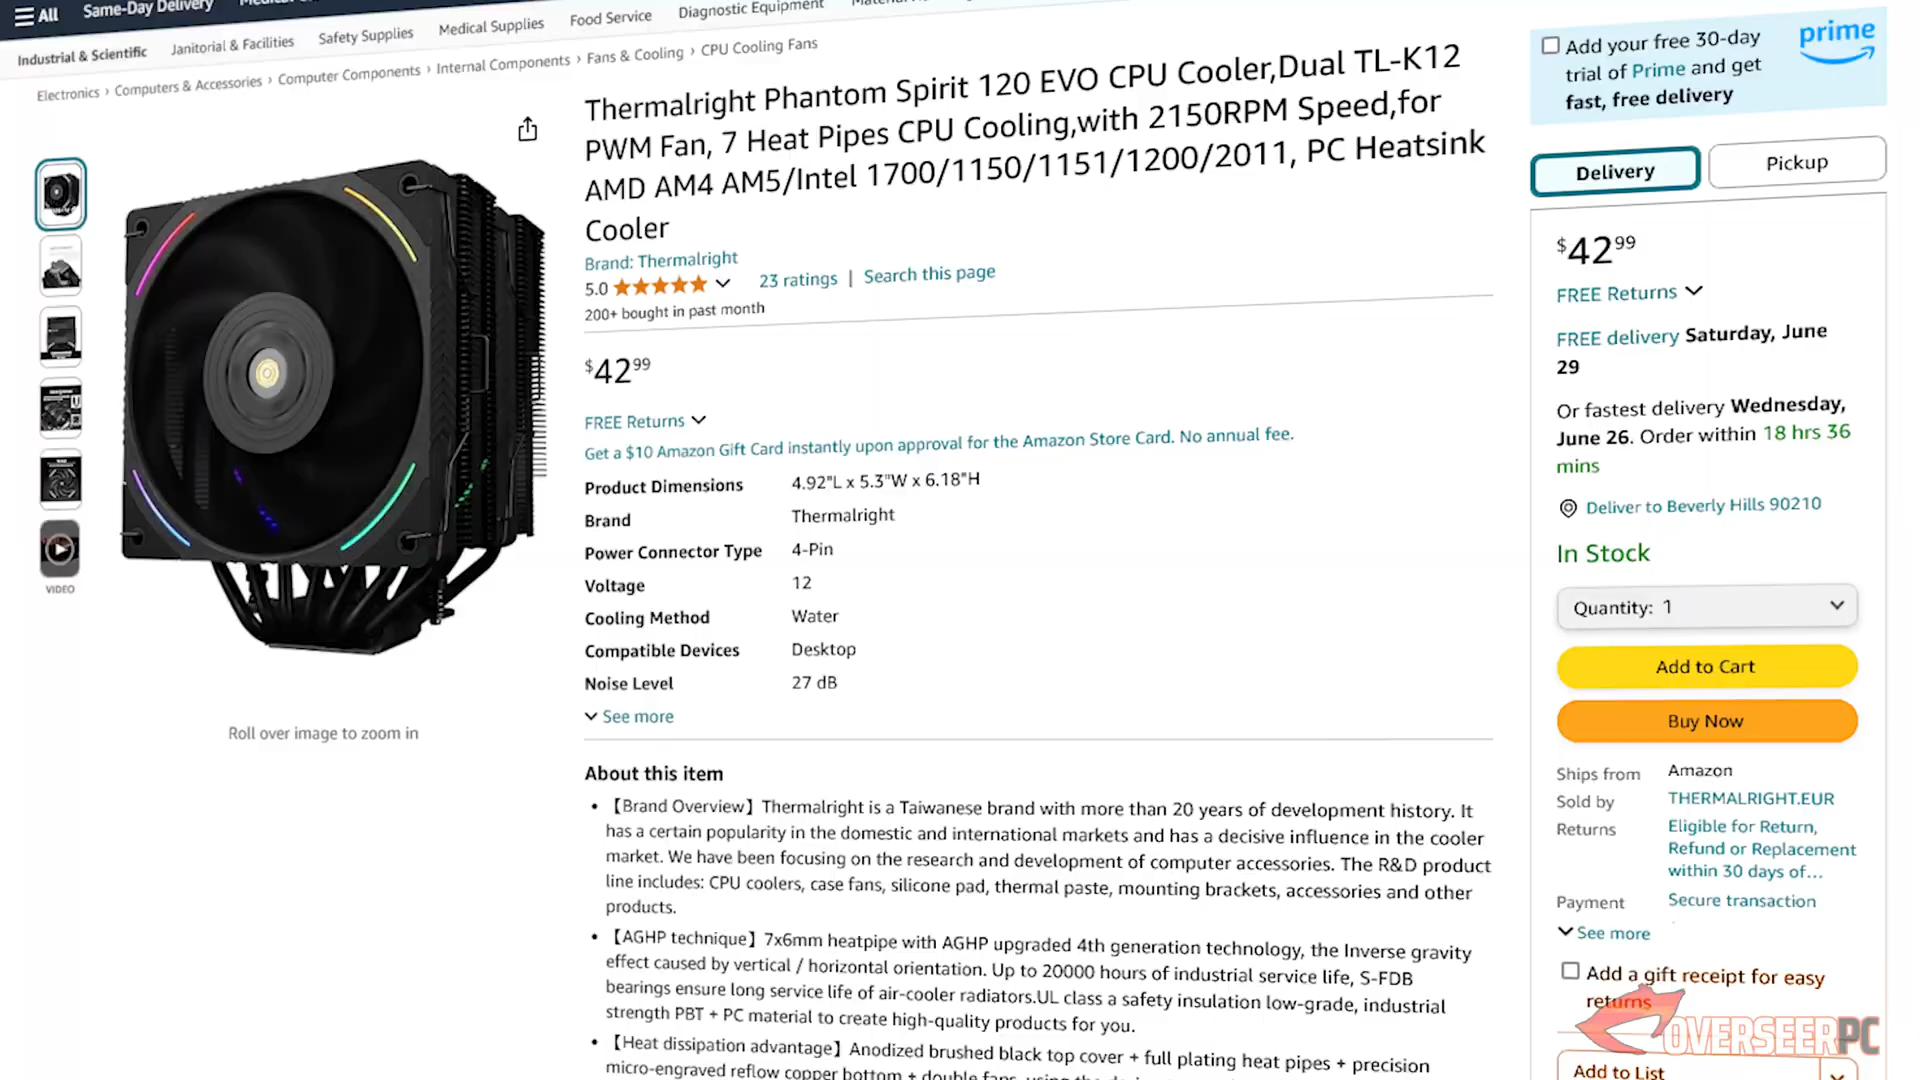 All
Same-Day Delivery
Industrial & Scientific
Janitorial & Facilities
Safety Supplies
Medical Supplies
Food Service
Diagnostic Equipment
Electronics › Computers & Accessories › Computer Components › Internal Components › Fans & Cooling › CPU Cooling Fans
VIDEO
Roll over image to zoom in
Thermalright Phantom Spirit 120 EVO CPU Cooler,Dual TL-K12
PWM Fan, 7 Heat Pipes CPU Cooling,with 2150RPM Speed,for
AMD AM4 AM5/Intel 1700/1150/1151/1200/2011, PC Heatsink
Cooler
Brand: Thermalright
5.0 23 ratings | Search this page
200+ bought in past month
$42 99
FREE Returns
Get a $10 Amazon Gift Card instantly upon approval for the Amazon Store Card. No annual fee.
Product Dimensions 4.92"L x 5.3"W x 6.18"H
Brand Thermalright
Power Connector Type 4-Pin
Voltage 12
Cooling Method Water
Compatible Devices Desktop
Noise Level 27 dB
See more
About this item
• 【Brand Overview】Thermalright is a Taiwanese brand with more than 20 years of development history. It
has a certain popularity in the domestic and international markets and has a decisive influence in the cooler
market. We have been focusing on the research and development of computer accessories. The R&D product
line includes: CPU coolers, case fans, silicone pad, thermal paste, mounting brackets, accessories and other
products.
• 【AGHP technique】7x6mm heatpipe with AGHP upgraded 4th generation technology, the Inverse gravity
effect caused by vertical / horizontal orientation. Up to 20000 hours of industrial service life, S-FDB
bearings ensure long service life of air-cooler radiators.UL class a safety insulation low-grade, industrial
strength PBT + PC material to create high-quality products for you.
• 【Heat dissipation advantage】Anodized brushed black top cover + full plating heat pipes + precision
micro-engraved reflow copper bottom + double fans, using the
Add your free 30-day
trial of Prime and get
fast, free delivery
prime
Delivery
Pickup
$42 99
FREE Returns
FREE delivery Saturday, June
29
Or fastest delivery Wednesday,
June 26. Order within 18 hrs 36
mins
Deliver to Beverly Hills 90210
In Stock
Quantity: 1
Add to Cart
Buy Now
Ships from Amazon
Sold by THERMALRIGHT.EUR
Returns Eligible for Return,
Refund or Replacement
within 30 days of...
Payment Secure transaction
See more
Add a gift receipt for easy
returns
OVERSEERPC
Add to List